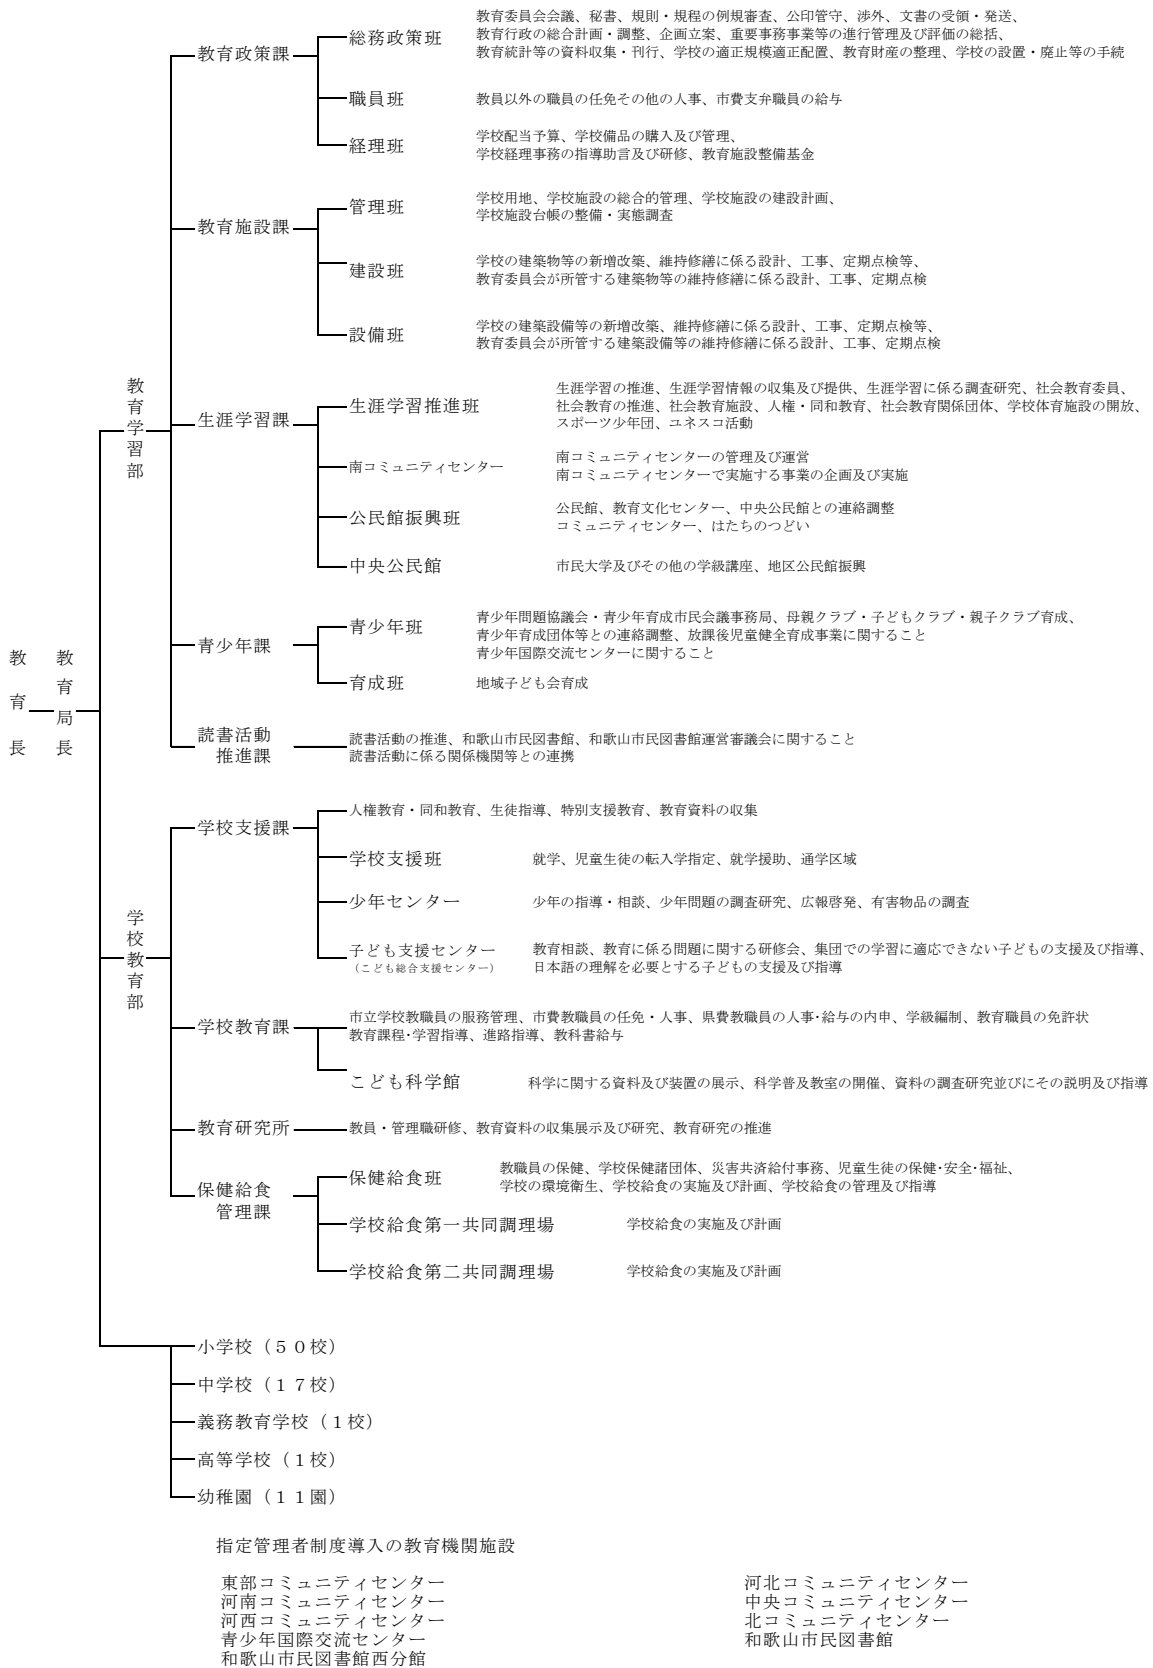 教育長
教育局長
教育学習部
教育政策課
総務政策班
教育委員会会議、秘書、規則・規程の例規審査、公印管守、渉外、文書の受領・発送、
教育行政の総合計画・調整、企画立案、重要事務事業等の進行管理及び評価の総括、
教育統計等の資料収集・刊行、学校の適正規模適正配置、教育財産の整理、学校の設置・廃止等の手続
職員班
教員以外の職員の任免その他の人事、市費支弁職員の給与
経理班
学校配当予算、学校備品の購入及び管理、
学校経理事務の指導助言及び研修、教育施設整備基金
教育施設課
管理班
学校用地、学校施設の総合的管理、学校施設の建設計画、
学校施設台帳の整備・実態調査
建設班
学校の建築物等の新増改築、維持修繕に係る設計、工事、定期点検等、
教育委員会が所管する建築物等の維持修繕に係る設計、工事、定期点検
設備班
学校の建築設備等の新増改築、維持修繕に係る設計、工事、定期点検等、
教育委員会が所管する建築設備等の維持修繕に係る設計、工事、定期点検
生涯学習課
生涯学習推進班
生涯学習の推進、生涯学習情報の収集及び提供、生涯学習に係る調査研究、社会教育委員、
社会教育の推進、社会教育施設、人権・同和教育、社会教育関係団体、学校体育施設の開放、
スポーツ少年団、ユネスコ活動
南コミュニティセンター
南コミュニティセンターの管理及び運営
南コミュニティセンターで実施する事業の企画及び実施
公民館振興班
公民館、教育文化センター、中央公民館との連絡調整
コミュニティセンター、はたちのつどい
中央公民館
市民大学及びその他の学級講座、地区公民館振興
青少年課
青少年班
青少年問題協議会・青少年育成市民会議事務局、母親クラブ・子どもクラブ・親子クラブ育成、
青少年育成団体等との連絡調整、放課後児童健全育成事業に関すること
青少年国際交流センターに関すること
育成班
地域子ども会育成
読書活動
推進課
読書活動の推進、和歌山市民図書館、和歌山市民図書館運営審議会に関すること
読書活動に係る関係機関等との連携
学校教育部
学校支援課
人権教育・同和教育、生徒指導、特別支援教育、教育資料の収集
学校支援班
就学、児童生徒の転入学指定、就学援助、通学区域
少年センター
少年の指導・相談、少年問題の調査研究、広報啓発、有害物品の調査
子ども支援センター
（こども総合支援センター）
教育相談、教育に係る問題に関する研修会、集団での学習に適応できない子どもの支援及び指導、
日本語の理解を必要とする子どもの支援及び指導
学校教育課
市立学校教職員の服務管理、市費教職員の任免・人事、県費教職員の人事･給与の内申、学級編制、教育職員の免許状
教育課程･学習指導、進路指導、教科書給与
こども科学館
科学に関する資料及び装置の展示、科学普及教室の開催、資料の調査研究並びにその説明及び指導
教育研究所
教員・管理職研修、教育資料の収集展示及び研究、教育研究の推進
保健給食
管理課
保健給食班
教職員の保健、学校保健諸団体、災害共済給付事務、児童生徒の保健･安全･福祉、
学校の環境衛生、学校給食の実施及び計画、学校給食の管理及び指導
学校給食第一共同調理場
学校給食の実施及び計画
学校給食第二共同調理場
学校給食の実施及び計画
小学校（５０校）
中学校（１７校）
義務教育学校（１校）
高等学校（１校）
幼稚園（１１園）
指定管理者制度導入の教育機関施設
東部コミュニティセンター
河南コミュニティセンター
河西コミュニティセンター
青少年国際交流センター
和歌山市民図書館西分館
河北コミュニティセンター
中央コミュニティセンター
北コミュニティセンター
和歌山市民図書館